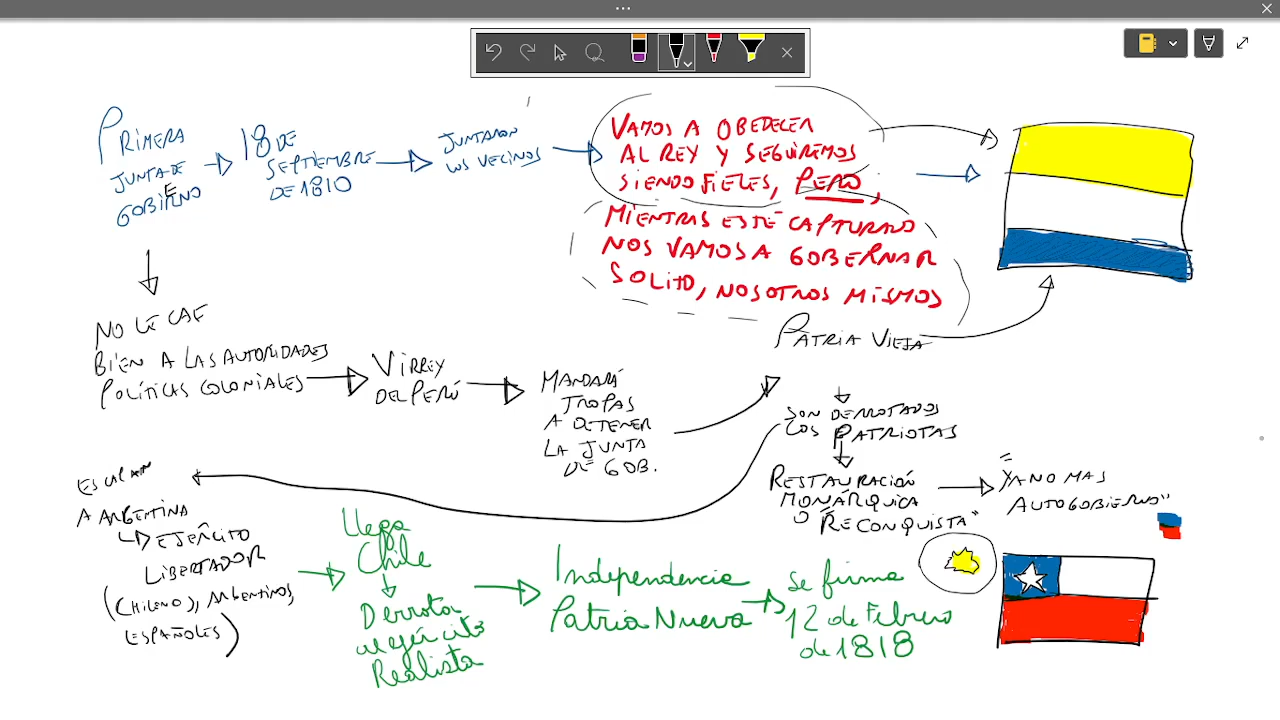 PRIMERA
JUNTA DE
GOBIERNO
18 DE
SEPTIEMBRE
DE 1810
JUNTARON
LOS VECINOS
VAMOS A OBEDECER
AL REY Y SEGUIREMOS
SIENDO FIELES, PERO,
MIENTRAS ESTÉ CAPTURADO
NOS VAMOS A GOBERNAR
SOLITO, NOSOTROS MISMOS
PATRIA VIEJA
NO LE CAE
BIEN A LAS AUTORIDADES
POLÍTICAS COLONIALES
VIRREY
DEL PERÚ
MANDARÁ
TROPAS
A DETENER
LA JUNTA
DE GOB.
SON DERROTADOS
LOS PATRIOTAS
RESTAURACIÓN
MONÁRQUICA
O "RECONQUISTA"
"YA NO MAS
AUTOGOBIERNO"
ESCAPAN
A ARGENTINA
EJÉRCITO
LIBERTADOR
(CHILENO), ARGENTINOS,
ESPAÑOLES)
Llega
Chile
Derrota
al ejército
Realista
Independencia
Patria Nueva
Se firma
12 de Febrero
de 1818